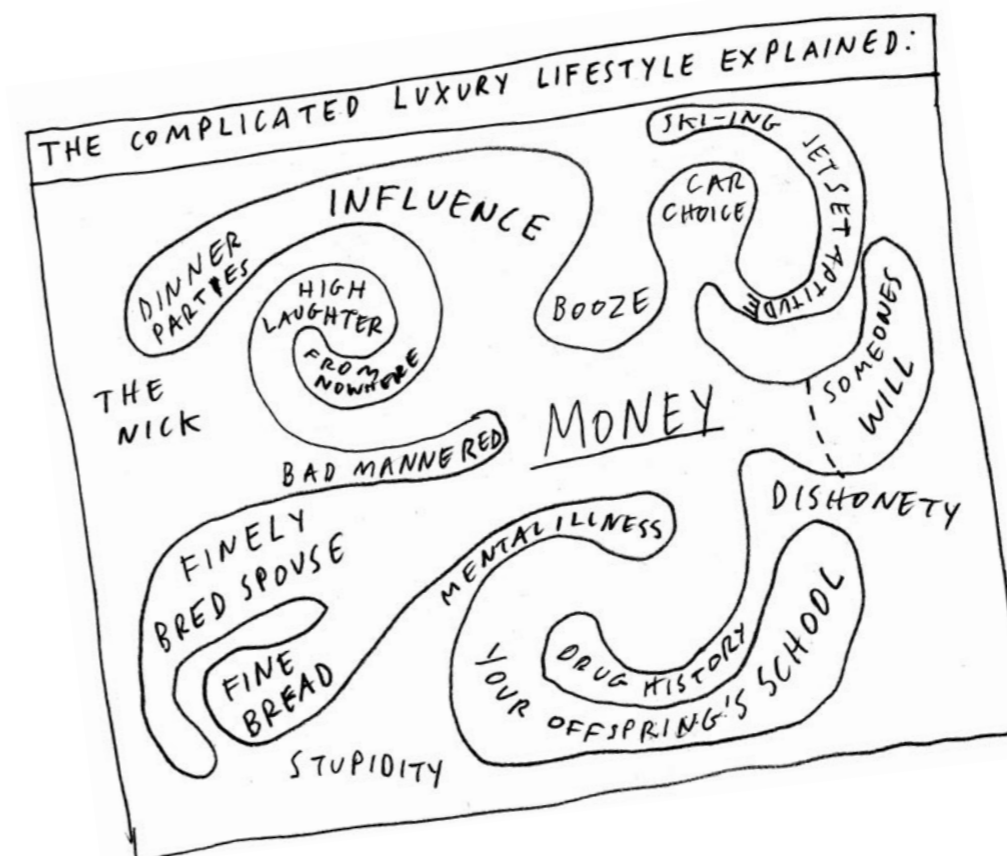 THE COMPLICATED LUXURY LIFESTYLE EXPLAINED:
SKI-ING JETSET APTITUDE
INFLUENCE
CAR
CHOICE
DINNER
PARTIES
HIGH
LAUGHTER
FROM
NOWHERE
BOOZE
SOMEONES
WILL
THE
NICK
MONEY
BAD MANNERED
DISHONETY
FINELY
BRED SPOUSE
MENTAL ILLNESS
FINE
BREAD
DRUG HISTORY
YOUR OFFSPRING'S SCHOOL
STUPIDITY